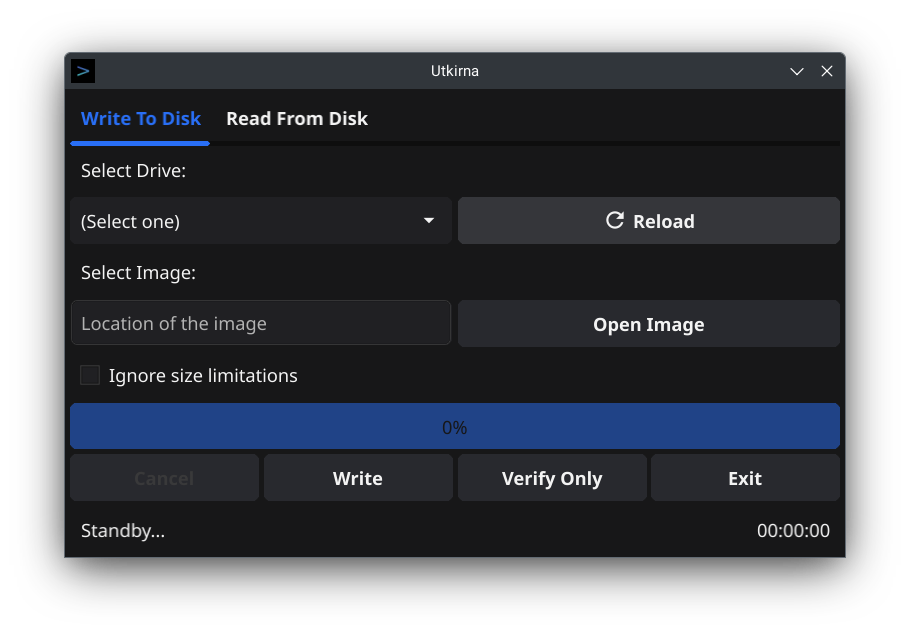 >
Utkirna
Write To Disk Read From Disk
Select Drive:
(Select one) Reload
Select Image:
Location of the image Open Image
Ignore size limitations
0%
Cancel Write Verify Only Exit
Standby... 00:00:00